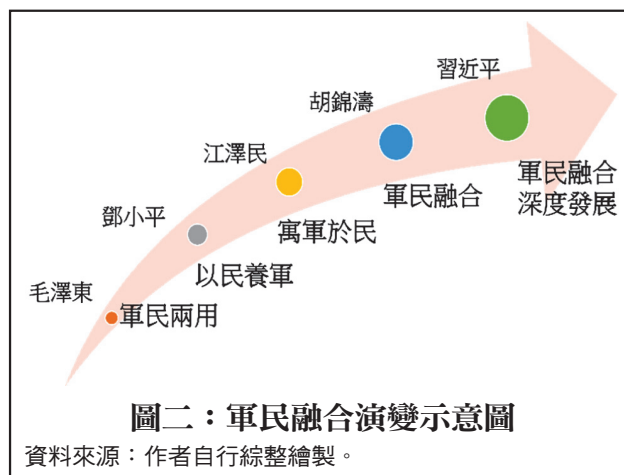 習近平
胡錦濤
江澤民
軍民融合
深度發展
軍民融合
鄧小平
寓軍於民
以民養軍
毛澤東
軍民兩用
圖二：軍民融合演變示意圖
資料來源：作者自行綜整繪製。